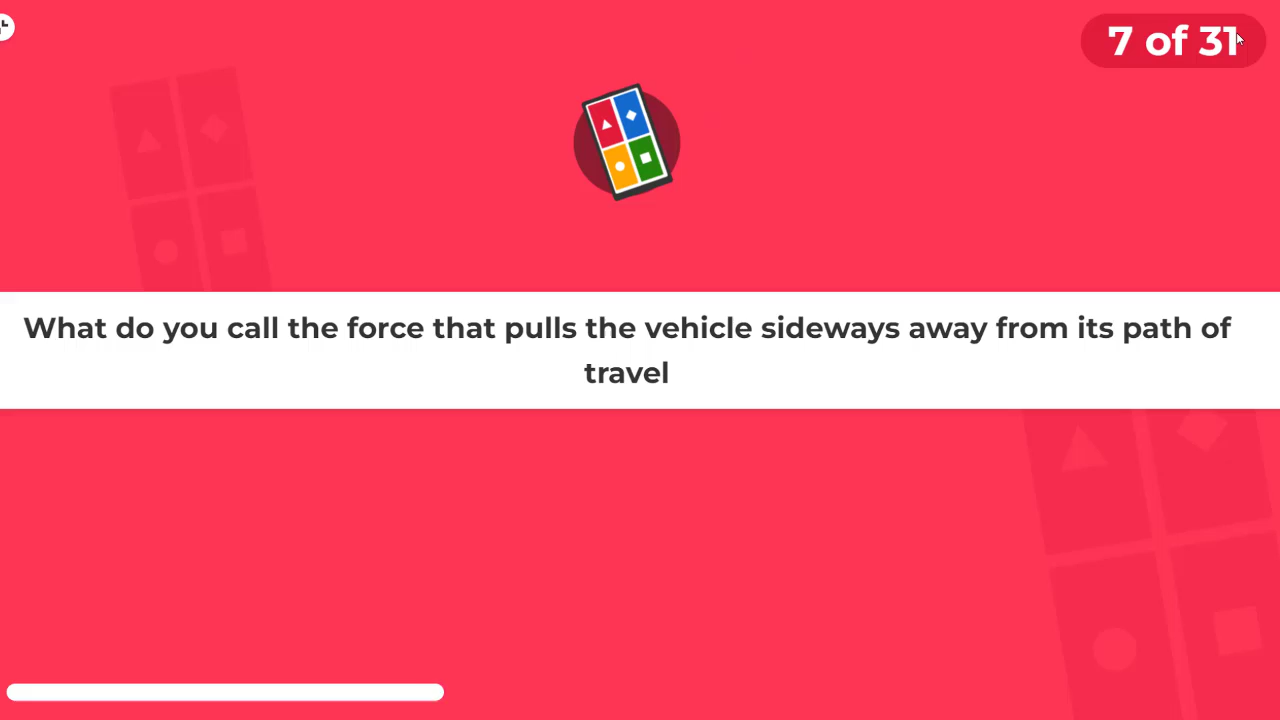 7 of 31
What do you call the force that pulls the vehicle sideways away from its path of
travel